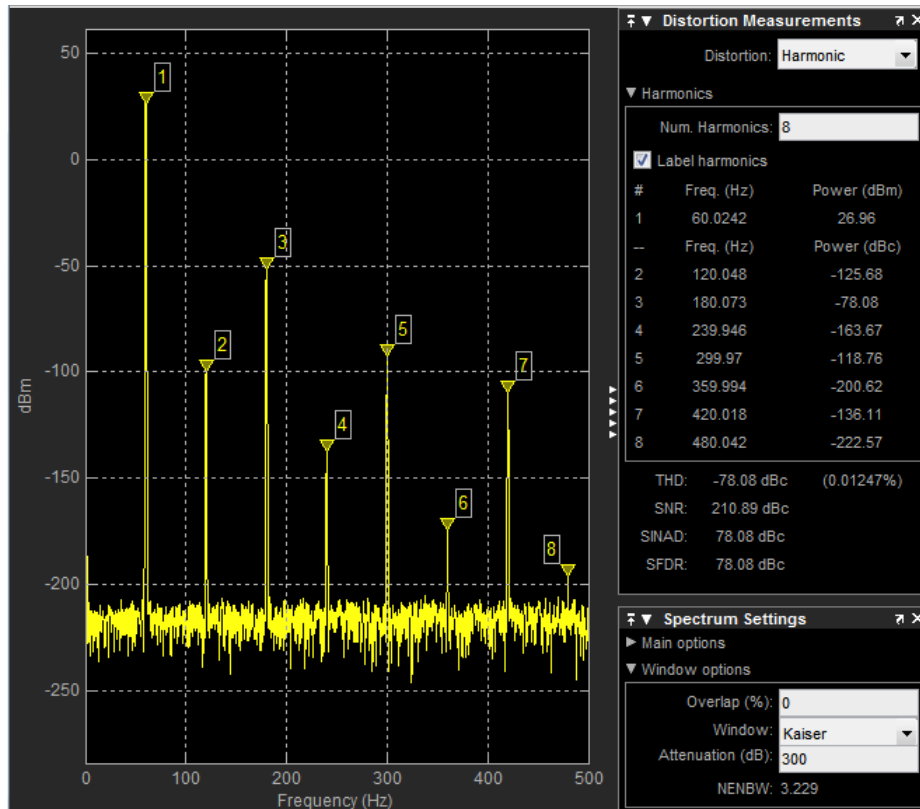 50
0
-50
-100
-150
-200
-250
dBm
0 100 200 300 400 500
Frequency (Hz)
1
2
3
4
5
6
7
8
Distortion Measurements
Distortion: Harmonic
Harmonics
Num. Harmonics: 8
Label harmonics
# Freq. (Hz) Power (dBm)
1 60.0242 26.96
-- Freq. (Hz) Power (dBc)
2 120.048 -125.68
3 180.073 -78.08
4 239.946 -163.67
5 299.97 -118.76
6 359.994 -200.62
7 420.018 -136.11
8 480.042 -222.57
THD: -78.08 dBc (0.01247%)
SNR: 210.89 dBc
SINAD: 78.08 dBc
SFDR: 78.08 dBc
Spectrum Settings
Main options
Window options
Overlap (%): 0
Window: Kaiser
Attenuation (dB): 300
NENBW: 3.229